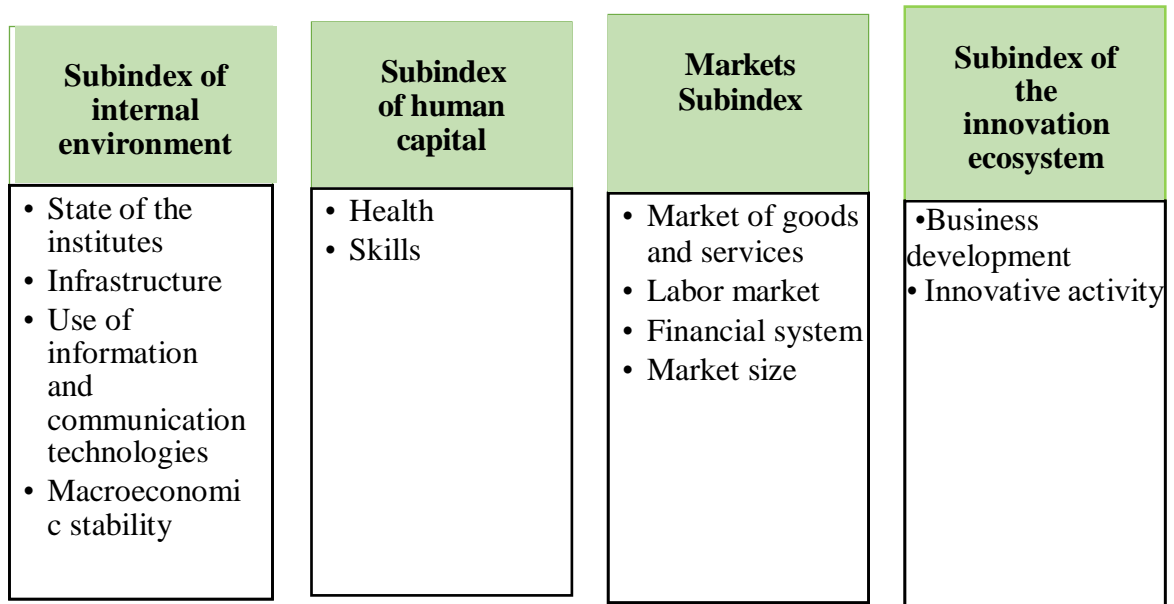 Subindex of
internal
environment
• State of the
institutes
• Infrastructure
• Use of
information
and
communication
technologies
• Macroeconomi
c stability
Subindex
of human
capital
• Health
• Skills
Markets
Subindex
• Market of goods
and services
• Labor market
• Financial system
• Market size
Subindex of
the
innovation
ecosystem
•Business
development
• Innovative activity